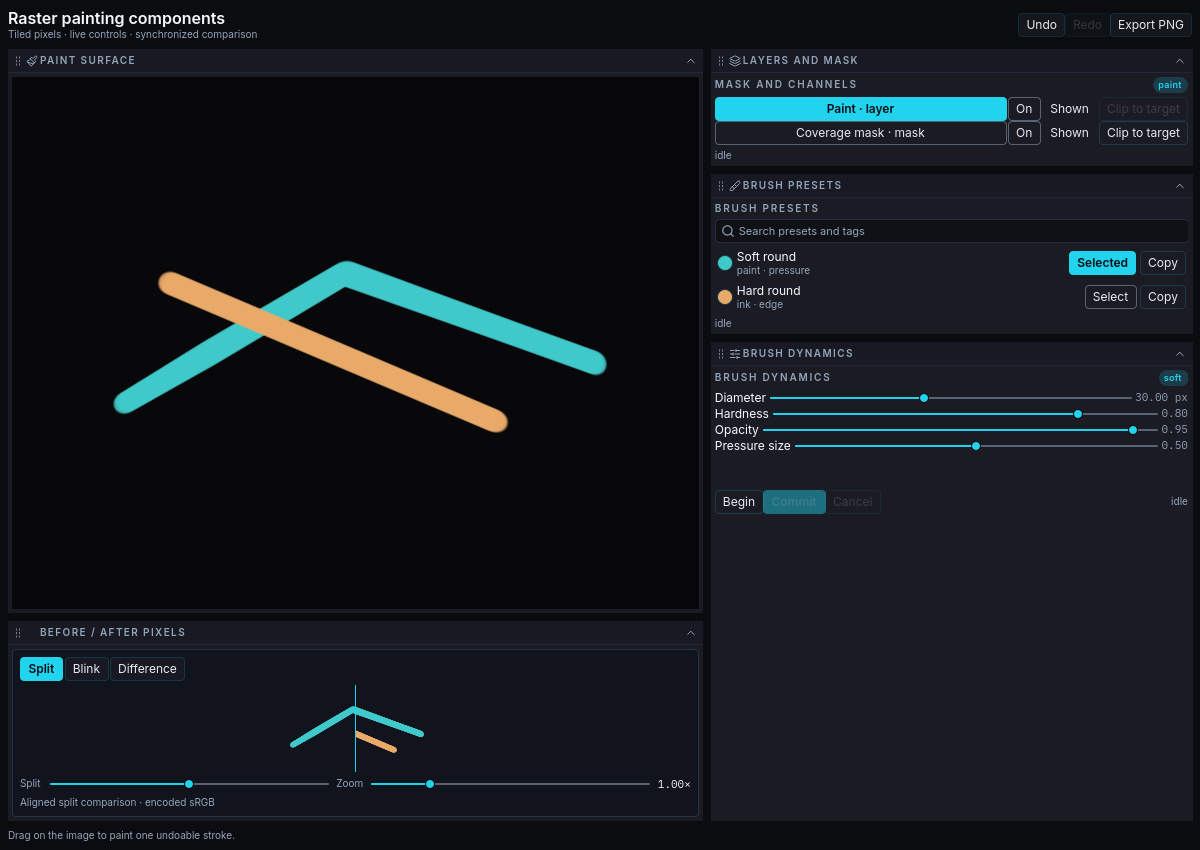 Raster painting components
Tiled pixels · live controls · synchronized comparison
Undo Redo Export PNG
PAINT SURFACE
LAYERS AND MASK
MASK AND CHANNELS paint
Paint · layer On Shown Clip to target
Coverage mask · mask On Shown Clip to target
idle
BRUSH PRESETS
BRUSH PRESETS
Search presets and tags
Soft round
paint · pressure
Selected Copy
Hard round
ink · edge
Select Copy
idle
BRUSH DYNAMICS
BRUSH DYNAMICS soft
Diameter 30.00 px
Hardness 0.80
Opacity 0.95
Pressure size 0.50
Begin Commit Cancel idle
BEFORE / AFTER PIXELS
Split Blink Difference
Split Zoom 1.00×
Aligned split comparison · encoded sRGB
Drag on the image to paint one undoable stroke.